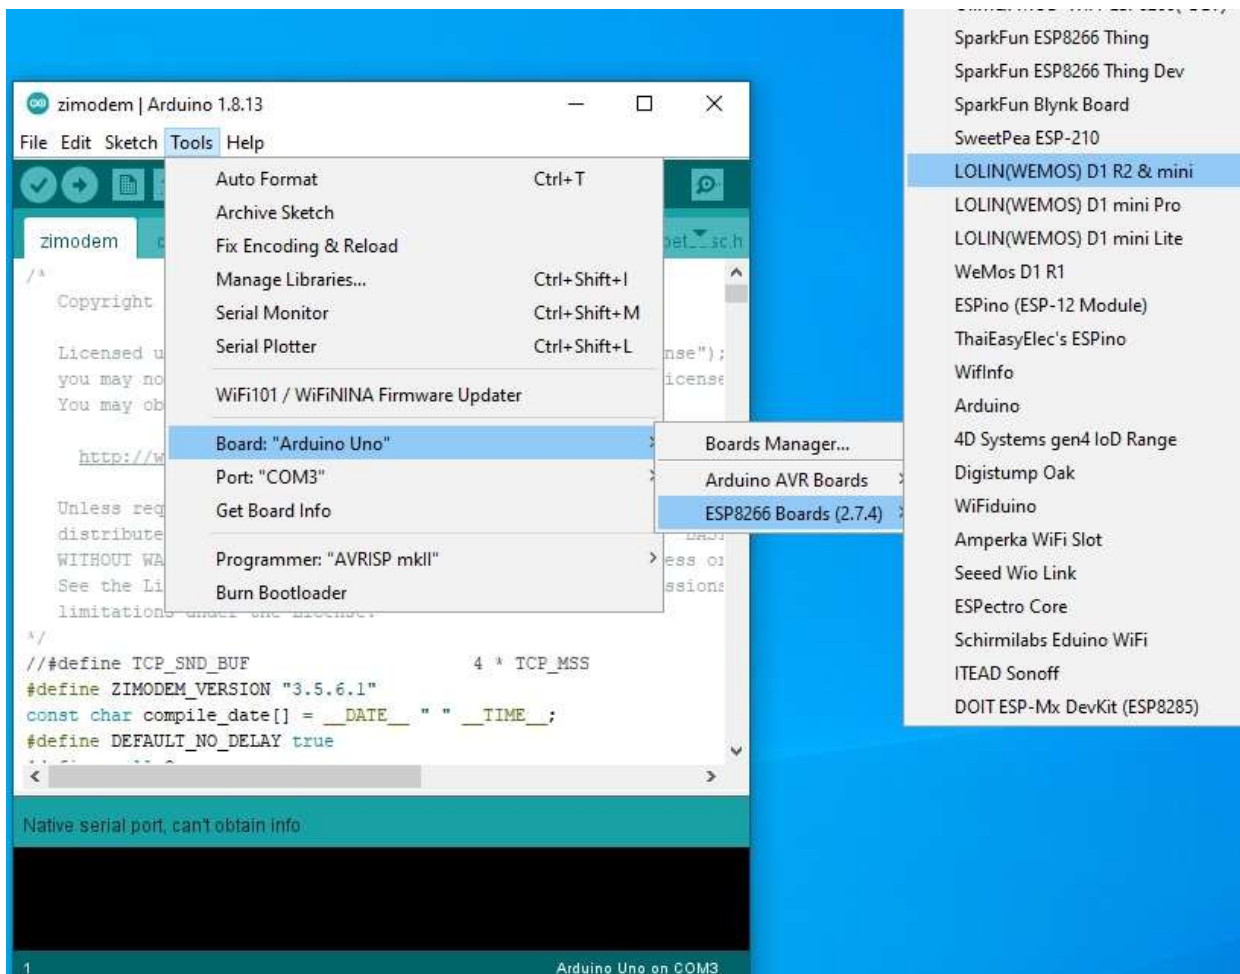 zimodem | Arduino 1.8.13
File Edit Sketch Tools Help
zimodem
Auto Format Ctrl+T
Archive Sketch
Fix Encoding & Reload
Manage Libraries... Ctrl+Shift+I
Serial Monitor Ctrl+Shift+M
Serial Plotter Ctrl+Shift+L
WiFi101 / WiFiNINA Firmware Updater
Board: "Arduino Uno"
Port: "COM3"
Get Board Info
Programmer: "AVRISP mkII"
Burn Bootloader
Boards Manager...
Arduino AVR Boards
ESP8266 Boards (2.7.4)
SparkFun ESP8266 Thing
SparkFun ESP8266 Thing Dev
SparkFun Blynk Board
SweetPea ESP-210
LOLIN(WEMOS) D1 R2 & mini
LOLIN(WEMOS) D1 mini Pro
LOLIN(WEMOS) D1 mini Lite
WeMos D1 R1
ESPino (ESP-12 Module)
ThaiEasyElec's ESPino
WifInfo
Arduino
4D Systems gen4 IoD Range
Digistump Oak
WiFiduino
Amperka WiFi Slot
Seeed Wio Link
ESPectro Core
Schirmilabs Eduino WiFi
ITEAD Sonoff
DOIT ESP-Mx DevKit (ESP8285)
/*
Copyright
Licensed u nse");
you may no icense
You may ob
http://w
Unless req
distribute
WITHOUT WA ess or
See the Li ssions
limitations under the License.
*/
//#define TCP_SND_BUF 4 * TCP_MSS
#define ZIMODEM_VERSION "3.5.6.1"
const char compile_date[] = __DATE__ " " __TIME__;
#define DEFAULT_NO_DELAY true
Native serial port, can't obtain info
1 Arduino Uno on COM3